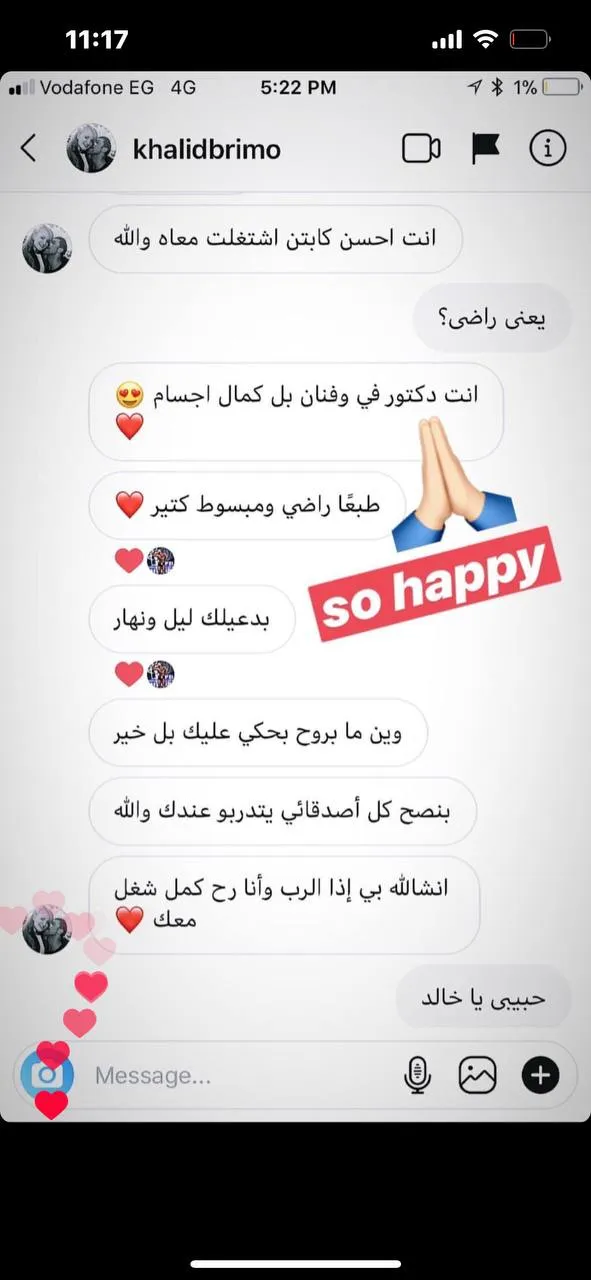 11:17
Vodafone EG 4G 5:22 PM 1%
khalidbrimo
انت احسن كابتن اشتغلت معاه والله
يعنى راضى؟
انت دكتور في وفنان بل كمال اجسام 😍
❤️
طبعًا راضي ومبسوط كتير ❤️
so happy
بدعيلك ليل ونهار
وين ما بروح بحكي عليك بل خير
بنصح كل أصدقائي يتدربو عندك والله
انشالله بي إذا الرب وأنا رح كمل شغل
معك ❤️
حبيبى يا خالد
Message...